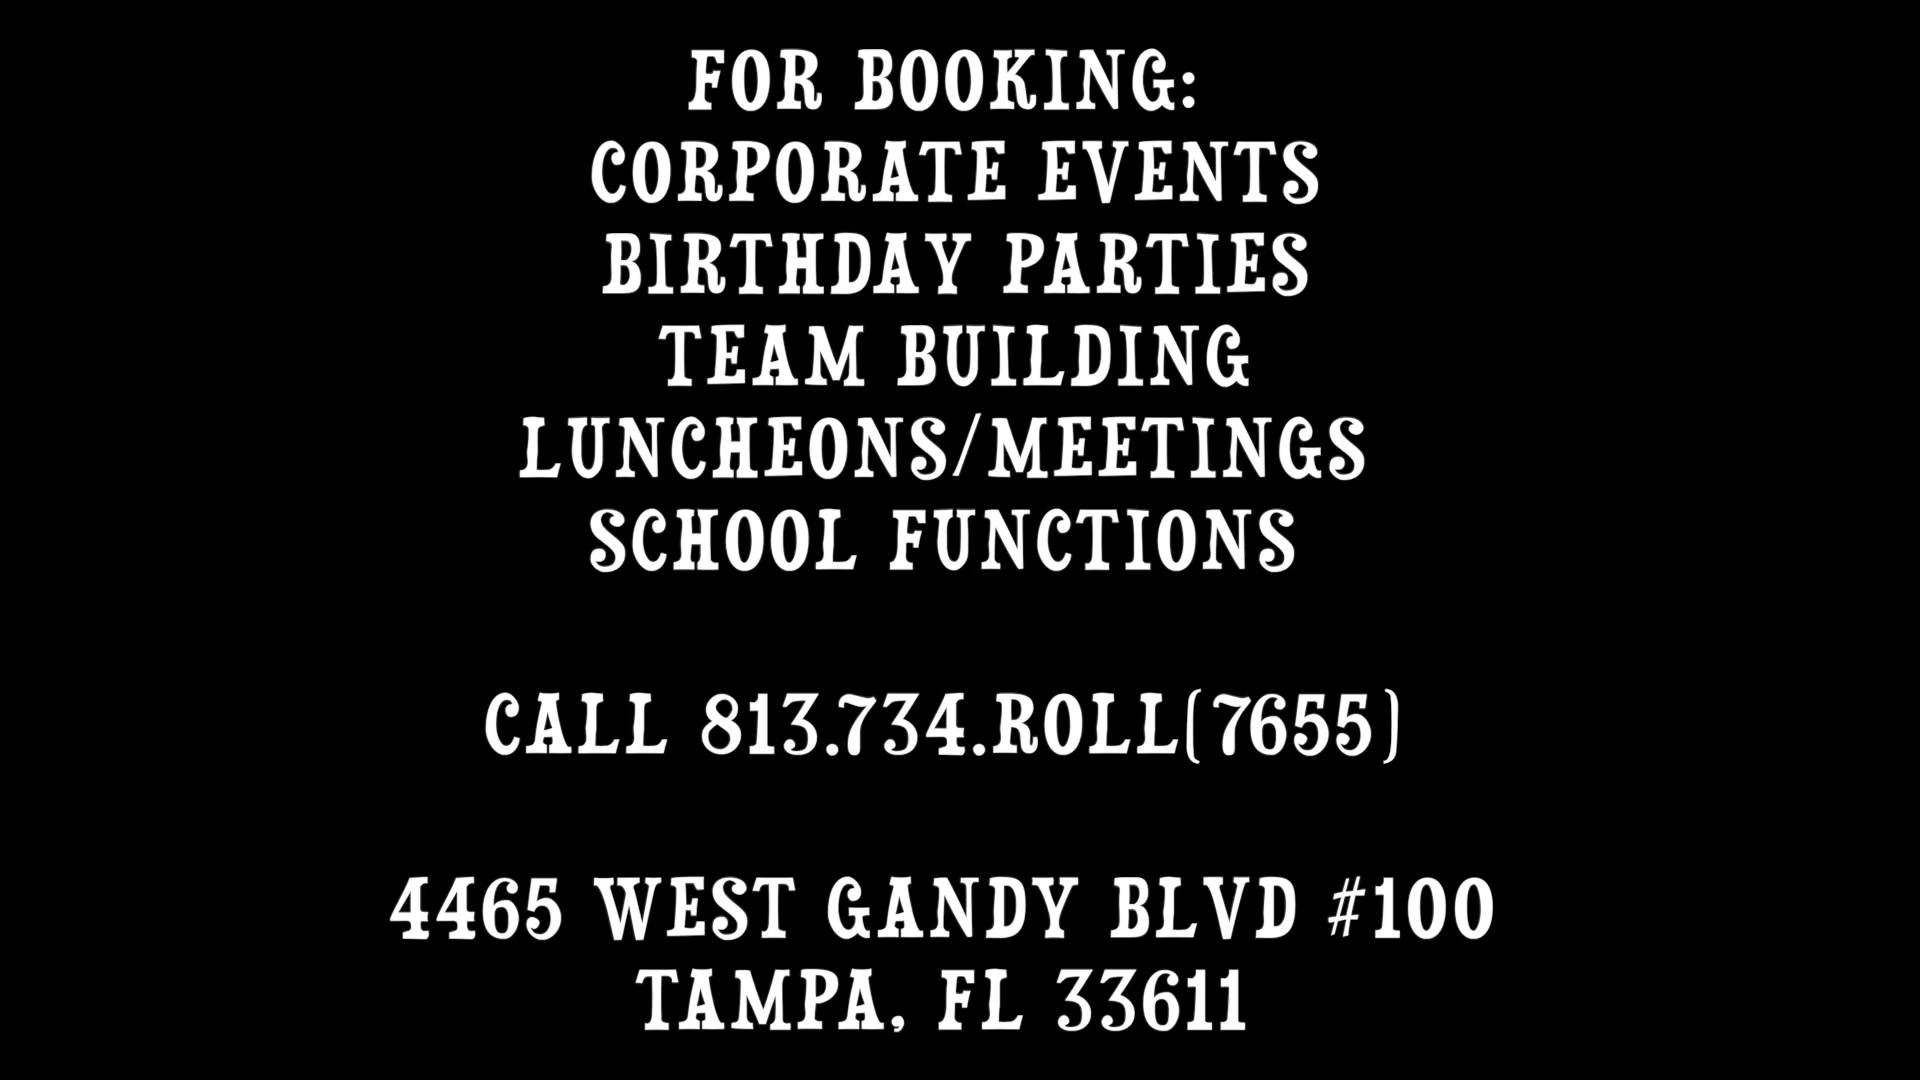 FOR BOOKING:
CORPORATE EVENTS
BIRTHDAY PARTIES
TEAM BUILDING
LUNCHEONS/MEETINGS
SCHOOL FUNCTIONS
CALL 813.734.ROLL(7655)
4465 WEST GANDY BLVD #100
TAMPA, FL 33611